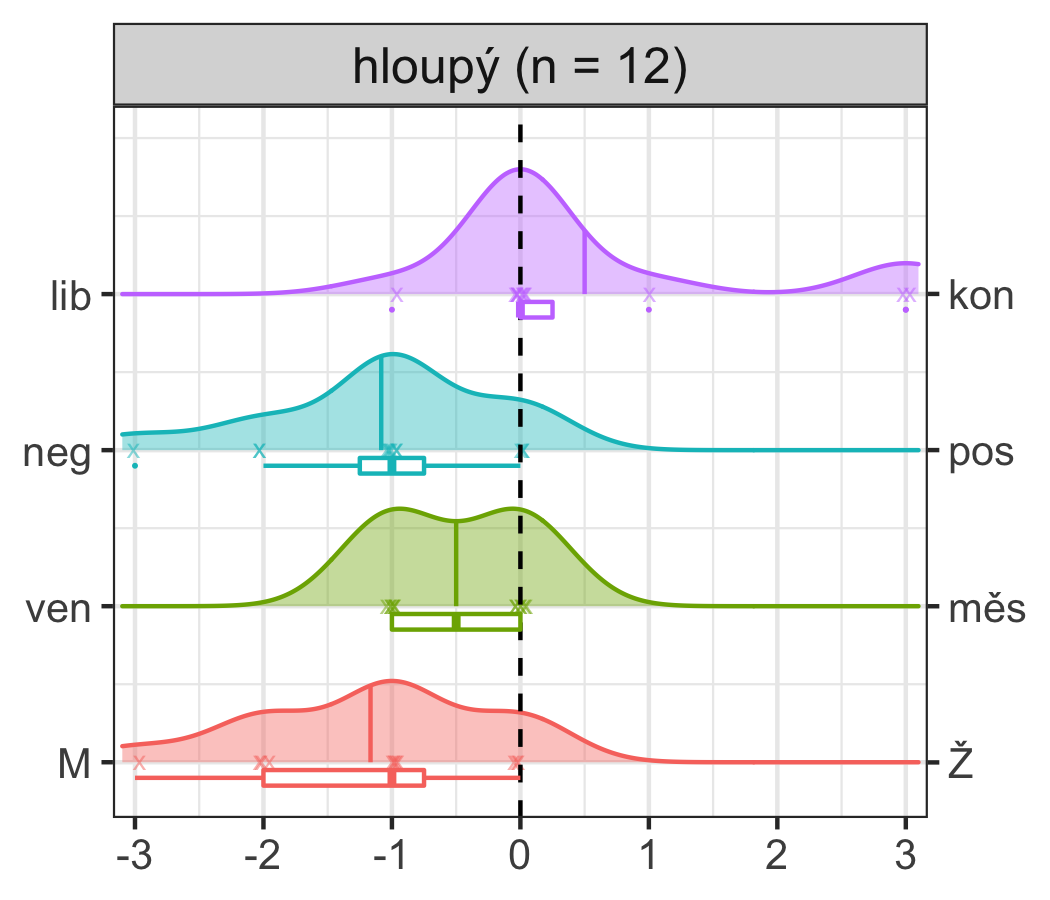 hloupý (n = 12)
lib kon
neg pos
ven měs
M Ž
-3 -2 -1 0 1 2 3